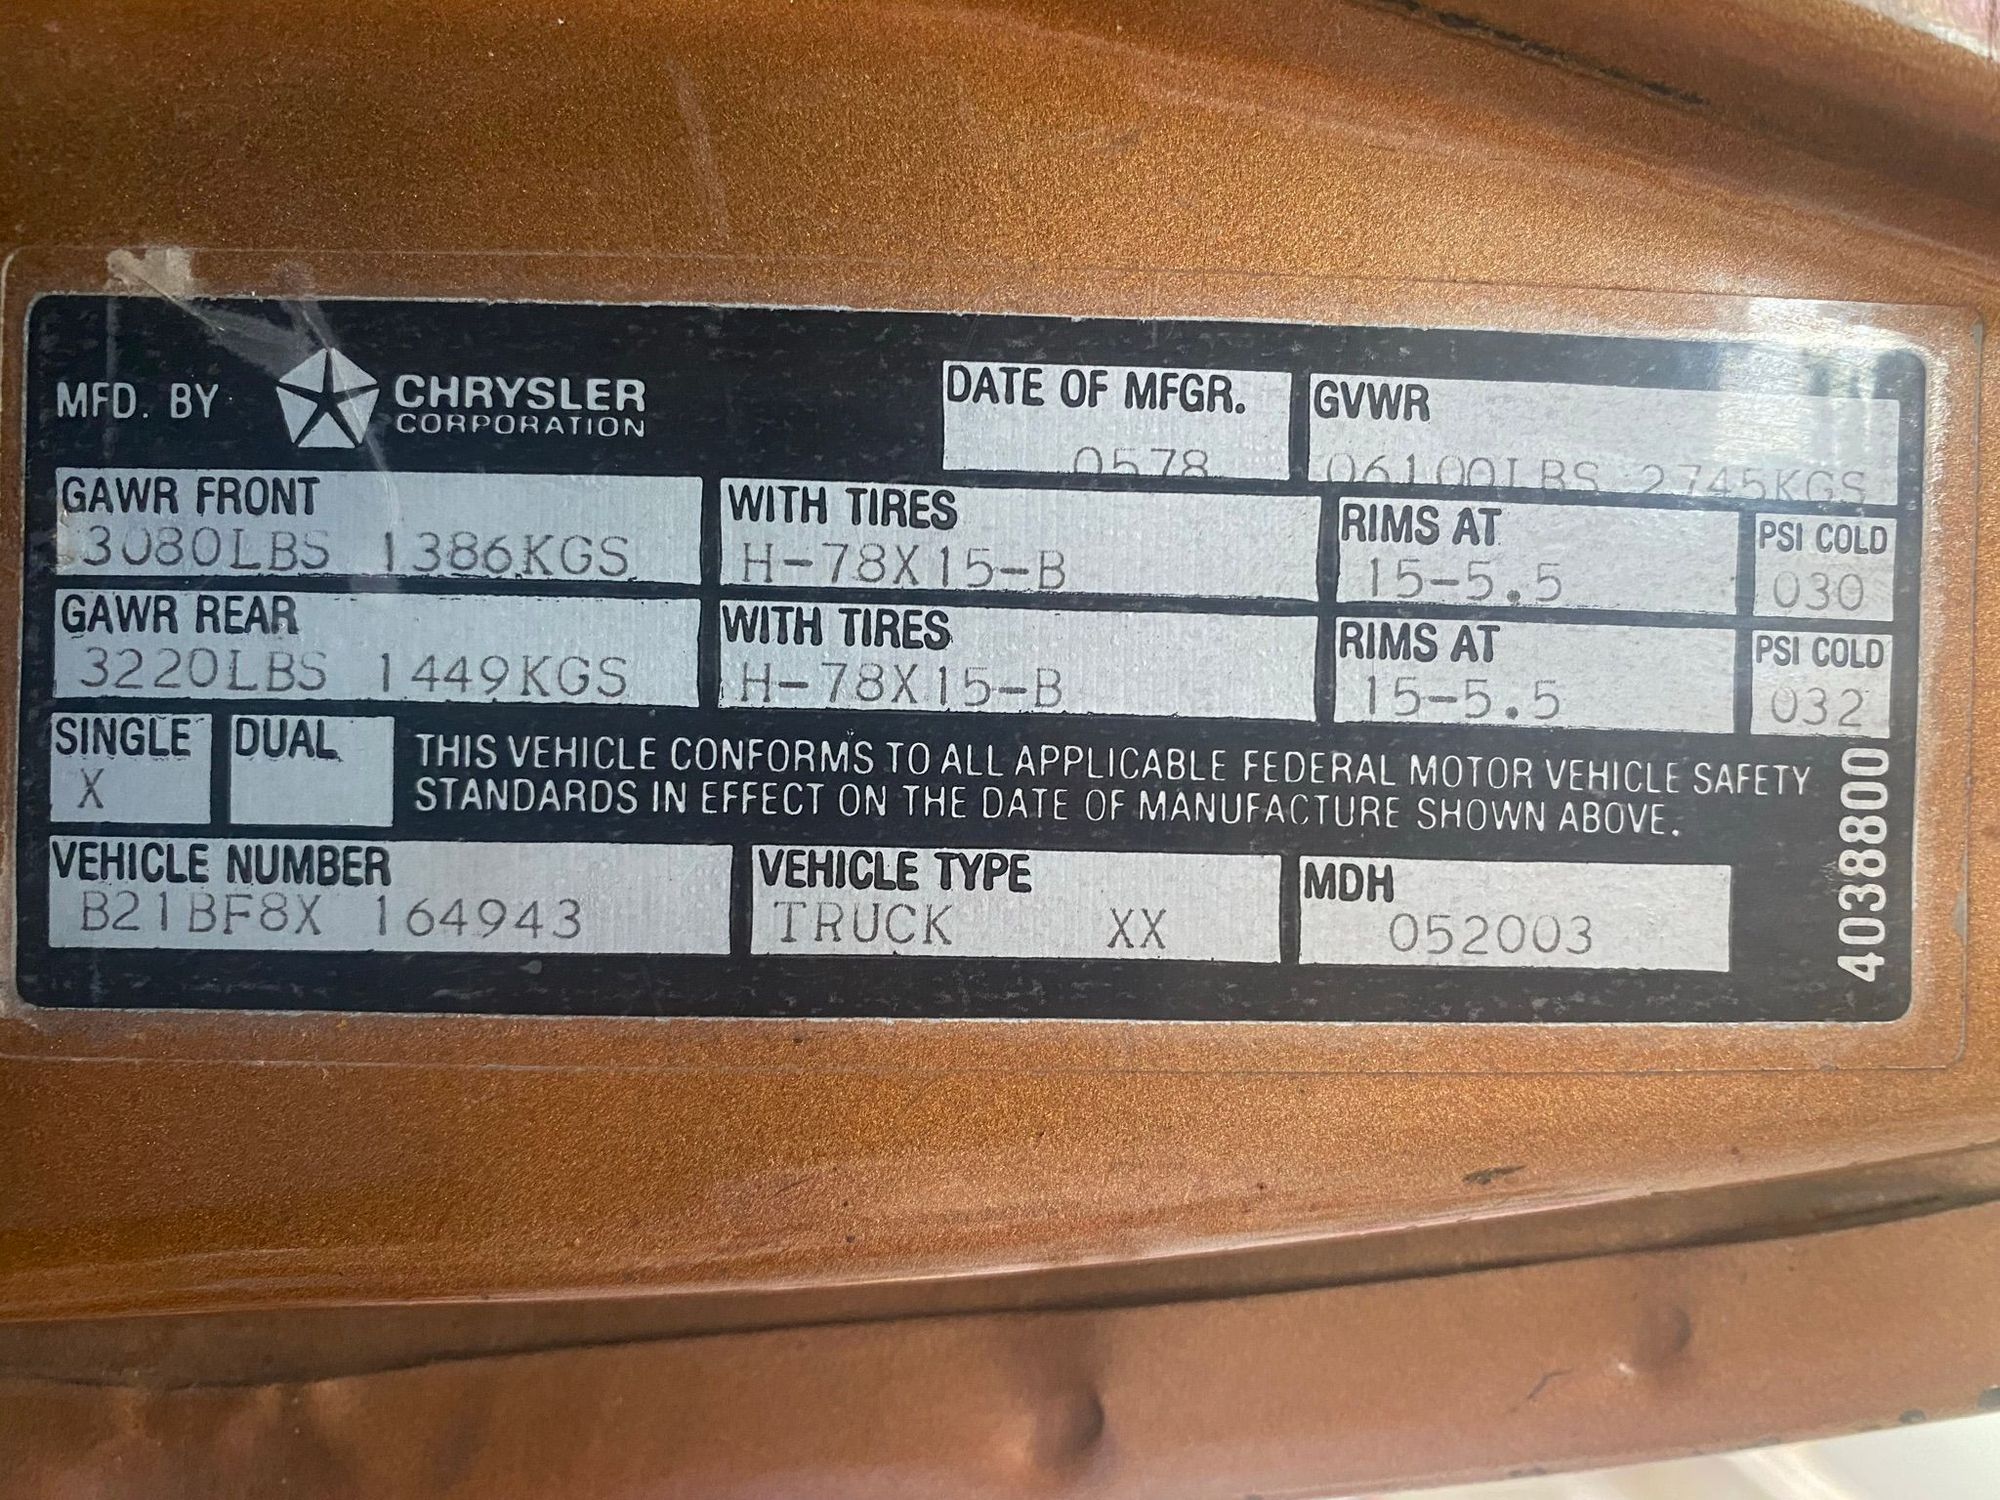 MFD. BY CHRYSLER CORPORATION
DATE OF MFGR. GVWR
0578 06100LBS 2745KGS
GAWR FRONT WITH TIRES RIMS AT PSI COLD
3080LBS 1386KGS H-78X15-B 15-5.5 030
GAWR REAR WITH TIRES RIMS AT PSI COLD
3220LBS 1449KGS H-78X15-B 15-5.5 032
SINGLE DUAL
X
THIS VEHICLE CONFORMS TO ALL APPLICABLE FEDERAL MOTOR VEHICLE SAFETY
STANDARDS IN EFFECT ON THE DATE OF MANUFACTURE SHOWN ABOVE.
VEHICLE NUMBER VEHICLE TYPE MDH
B21BF8X 164943 TRUCK XX 052003
4038800